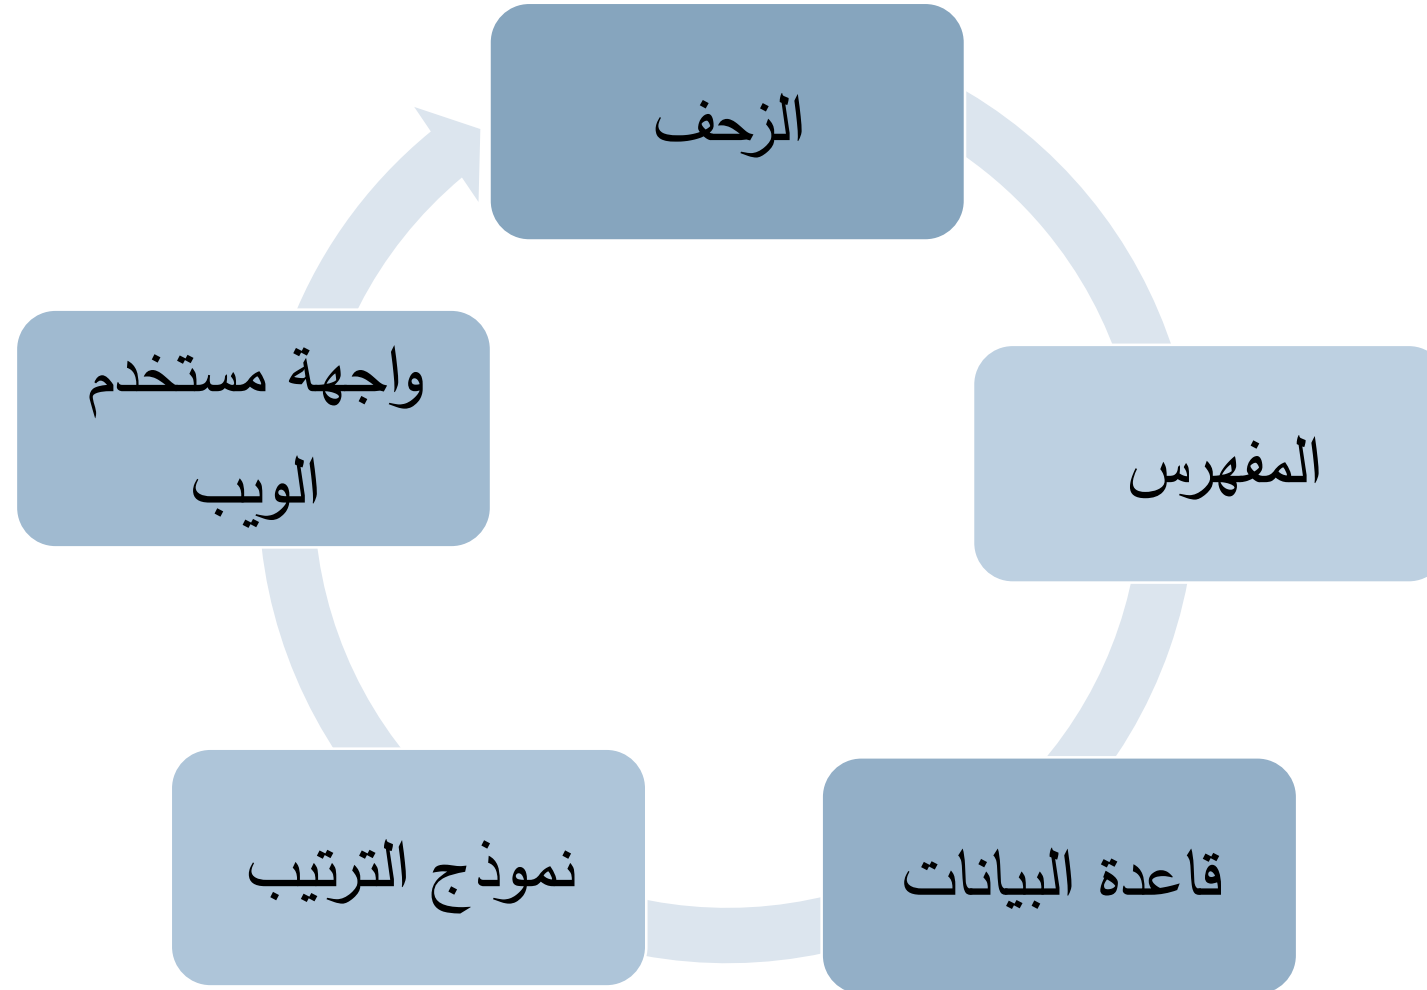 الزحف
المفهرس
قاعدة البيانات
نموذج الترتيب
واجهة مستخدم
الويب